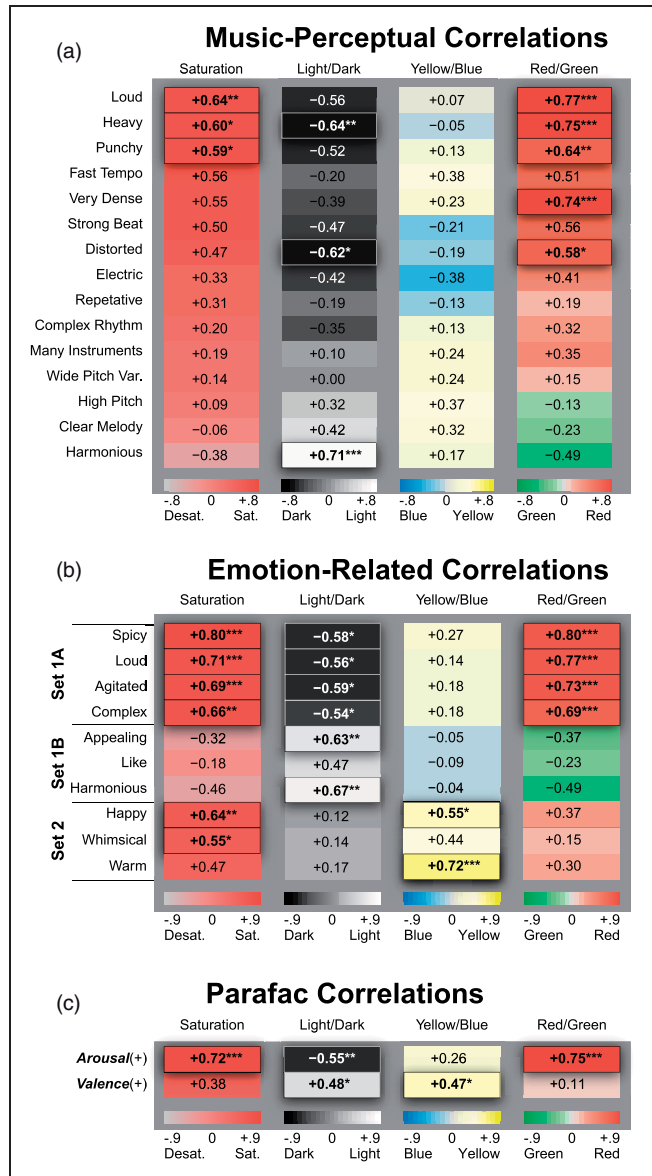 (a) Music-Perceptual Correlations
Saturation Light/Dark Yellow/Blue Red/Green
Loud +0.64** −0.56 +0.07 +0.77***
Heavy +0.60* −0.64** −0.05 +0.75***
Punchy +0.59* −0.52 +0.13 +0.64**
Fast Tempo +0.56 −0.20 +0.38 +0.51
Very Dense +0.55 −0.39 +0.23 +0.74***
Strong Beat +0.50 −0.47 −0.21 +0.56
Distorted +0.47 −0.62* −0.19 +0.58*
Electric +0.33 −0.42 −0.38 +0.41
Repetative +0.31 −0.19 −0.13 +0.19
Complex Rhythm +0.20 −0.35 +0.13 +0.32
Many Instruments +0.19 +0.10 +0.24 +0.35
Wide Pitch Var. +0.14 +0.00 +0.24 +0.15
High Pitch +0.09 +0.32 +0.37 −0.13
Clear Melody −0.06 +0.42 +0.32 −0.23
Harmonious −0.38 +0.71*** +0.17 −0.49
-.8 0 +.8 -.8 0 +.8 -.8 0 +.8 -.8 0 +.8
Desat. Sat. Dark Light Blue Yellow Green Red
(b) Emotion-Related Correlations
Saturation Light/Dark Yellow/Blue Red/Green
Set 1A
Spicy +0.80*** −0.58* +0.27 +0.80***
Loud +0.71*** −0.56* +0.14 +0.77***
Agitated +0.69*** −0.59* +0.18 +0.73***
Complex +0.66** −0.54* +0.18 +0.69***
Set 1B
Appealing −0.32 +0.63** −0.05 −0.37
Like −0.18 +0.47 −0.09 −0.23
Harmonious −0.46 +0.67** −0.04 −0.49
Set 2
Happy +0.64** +0.12 +0.55* +0.37
Whimsical +0.55* +0.14 +0.44 +0.15
Warm +0.47 +0.17 +0.72*** +0.30
-.9 0 +.9 -.9 0 +.9 -.9 0 +.9 -.9 0 +.9
Desat. Sat. Dark Light Blue Yellow Green Red
(c) Parafac Correlations
Saturation Light/Dark Yellow/Blue Red/Green
Arousal(+) +0.72*** −0.55** +0.26 +0.75***
Valence(+) +0.38 +0.48* +0.47* +0.11
-.9 0 +.9 -.9 0 +.9 -.9 0 +.9 -.9 0 +.9
Desat. Sat. Dark Light Blue Yellow Green Red